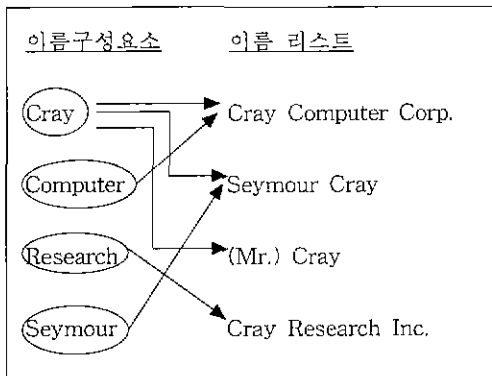 이름구성요소 이름 리스트
Cray Cray Computer Corp.
Computer Seymour Cray
Research (Mr.) Cray
Seymour Cray Research Inc.